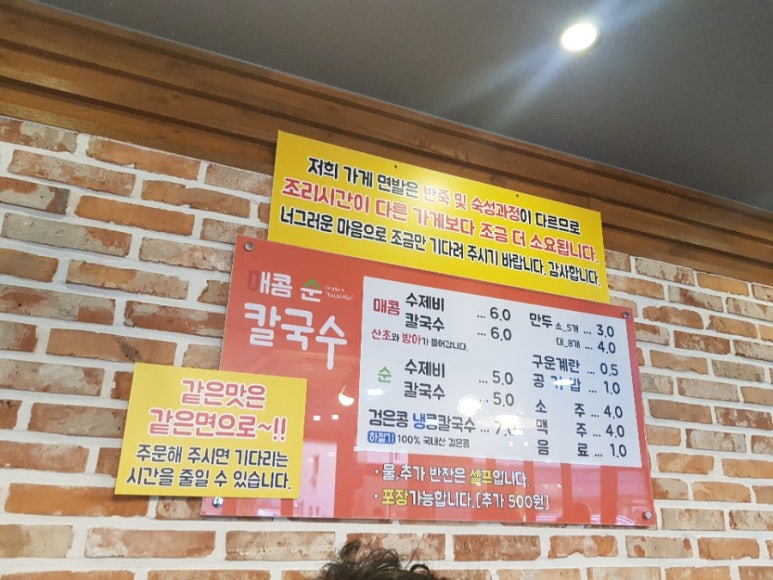 저희 가게 면발은 반죽 및 숙성과정이 다르므로
조리시간이 다른 가게보다 조금 더 소요됩니다.
너그러운 마음으로 조금만 기다려 주시기 바랍니다. 감사합니다.
매콤 순
칼국수
매콤 수제비 ... 6.0
칼국수 ... 6.0
산초와 방아가 들어갑니다.
순 수제비 ... 5.0
칼국수 ... 5.0
검은콩 냉콩칼국수 ... 7.0
하절기 100% 국내산 검은콩
만두 소_5개 ... 3.0
대_8개 ... 4.0
구운계란 ... 0.5
공기밥 ... 1.0
소 주 ... 4.0
맥 주 ... 4.0
음 료 ... 1.0
•물,추가 반찬은 셀프입니다.
•포장가능합니다.[추가 500원]
같은맛은
같은면으로~!!
주문해 주시면 기다리는
시간을 줄일 수 있습니다.